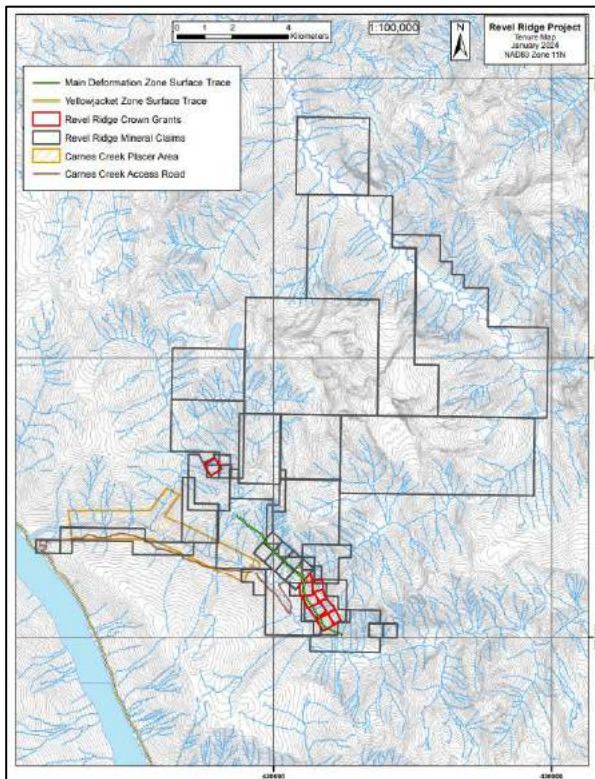 0 1 2 4
Kilometers
1:100,000
N
Revel Ridge Project
Tenure Map
January 2024
NAD83 Zone 11N
Main Deformation Zone Surface Trace
Yellowjacket Zone Surface Trace
Revel Ridge Crown Grants
Revel Ridge Mineral Claims
Carnes Creek Placer Area
Carnes Creek Access Road